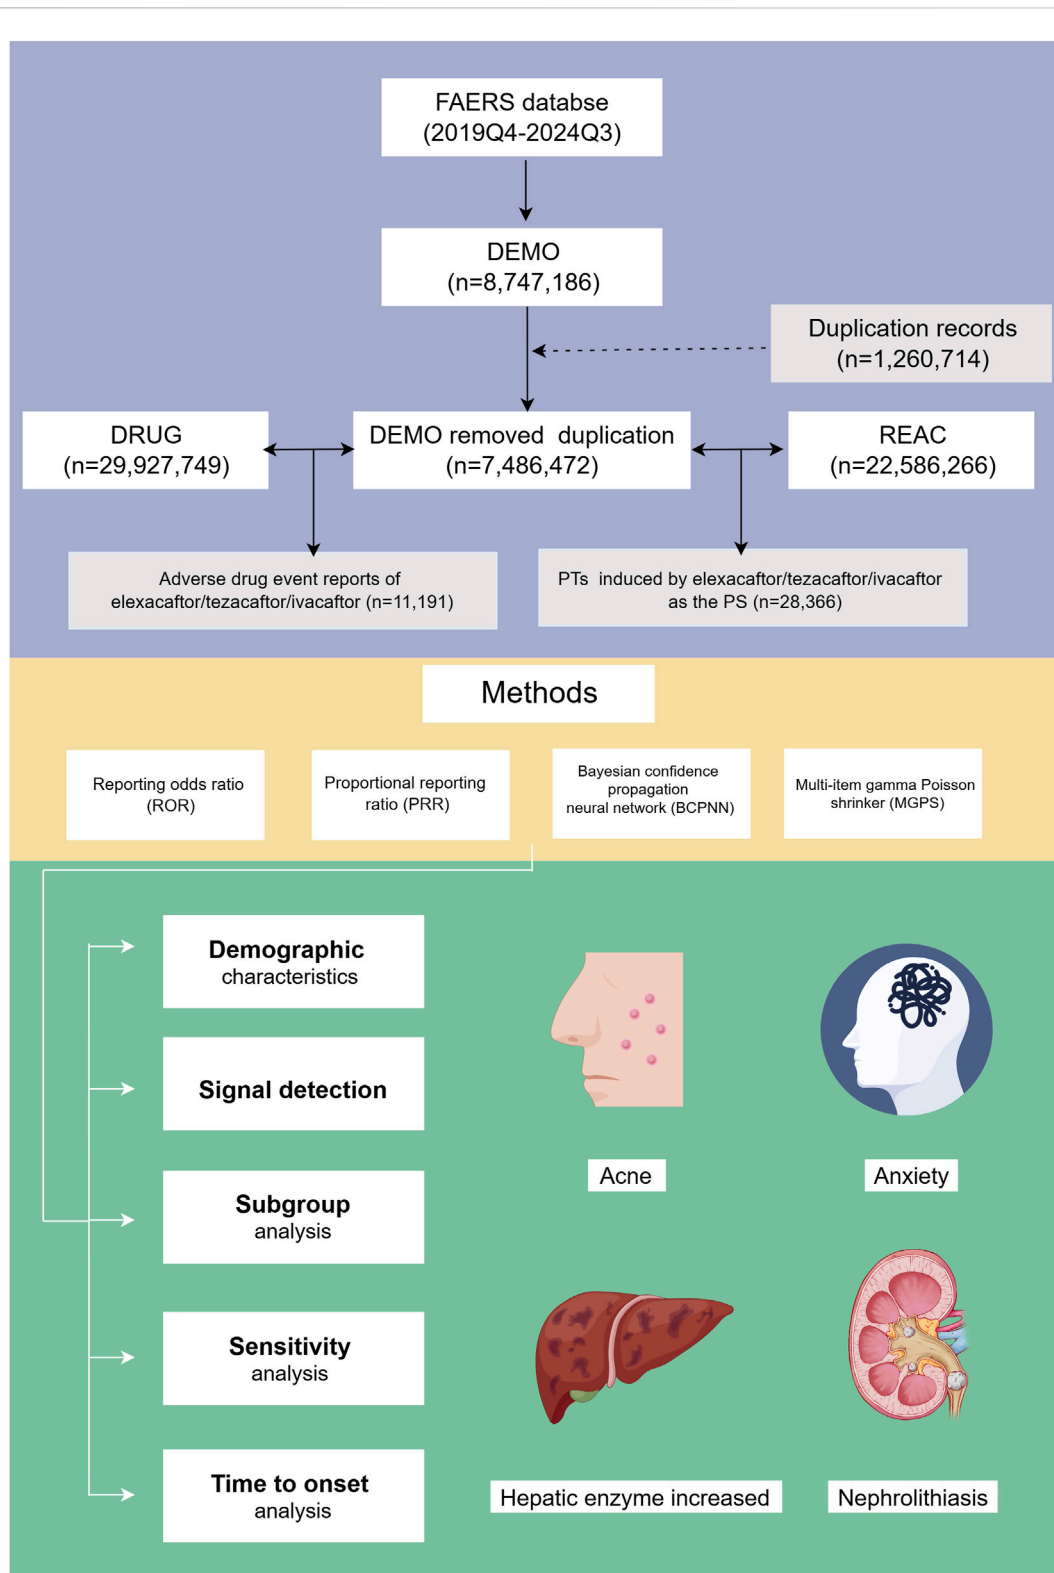 FAERS databse
(2019Q4-2024Q3)
DEMO
(n=8,747,186)
Duplication records
(n=1,260,714)
DRUG
(n=29,927,749)
DEMO removed duplication
(n=7,486,472)
REAC
(n=22,586,266)
Adverse drug event reports of
elexacaftor/tezacaftor/ivacaftor (n=11,191)
PTs induced by elexacaftor/tezacaftor/ivacaftor
as the PS (n=28,366)
Methods
Reporting odds ratio
(ROR)
Proportional reporting
ratio (PRR)
Bayesian confidence
propagation
neural network (BCPNN)
Multi-item gamma Poisson
shrinker (MGPS)
Demographic
characteristics
Signal detection
Subgroup
analysis
Sensitivity
analysis
Time to onset
analysis
Acne
Anxiety
Hepatic enzyme increased
Nephrolithiasis